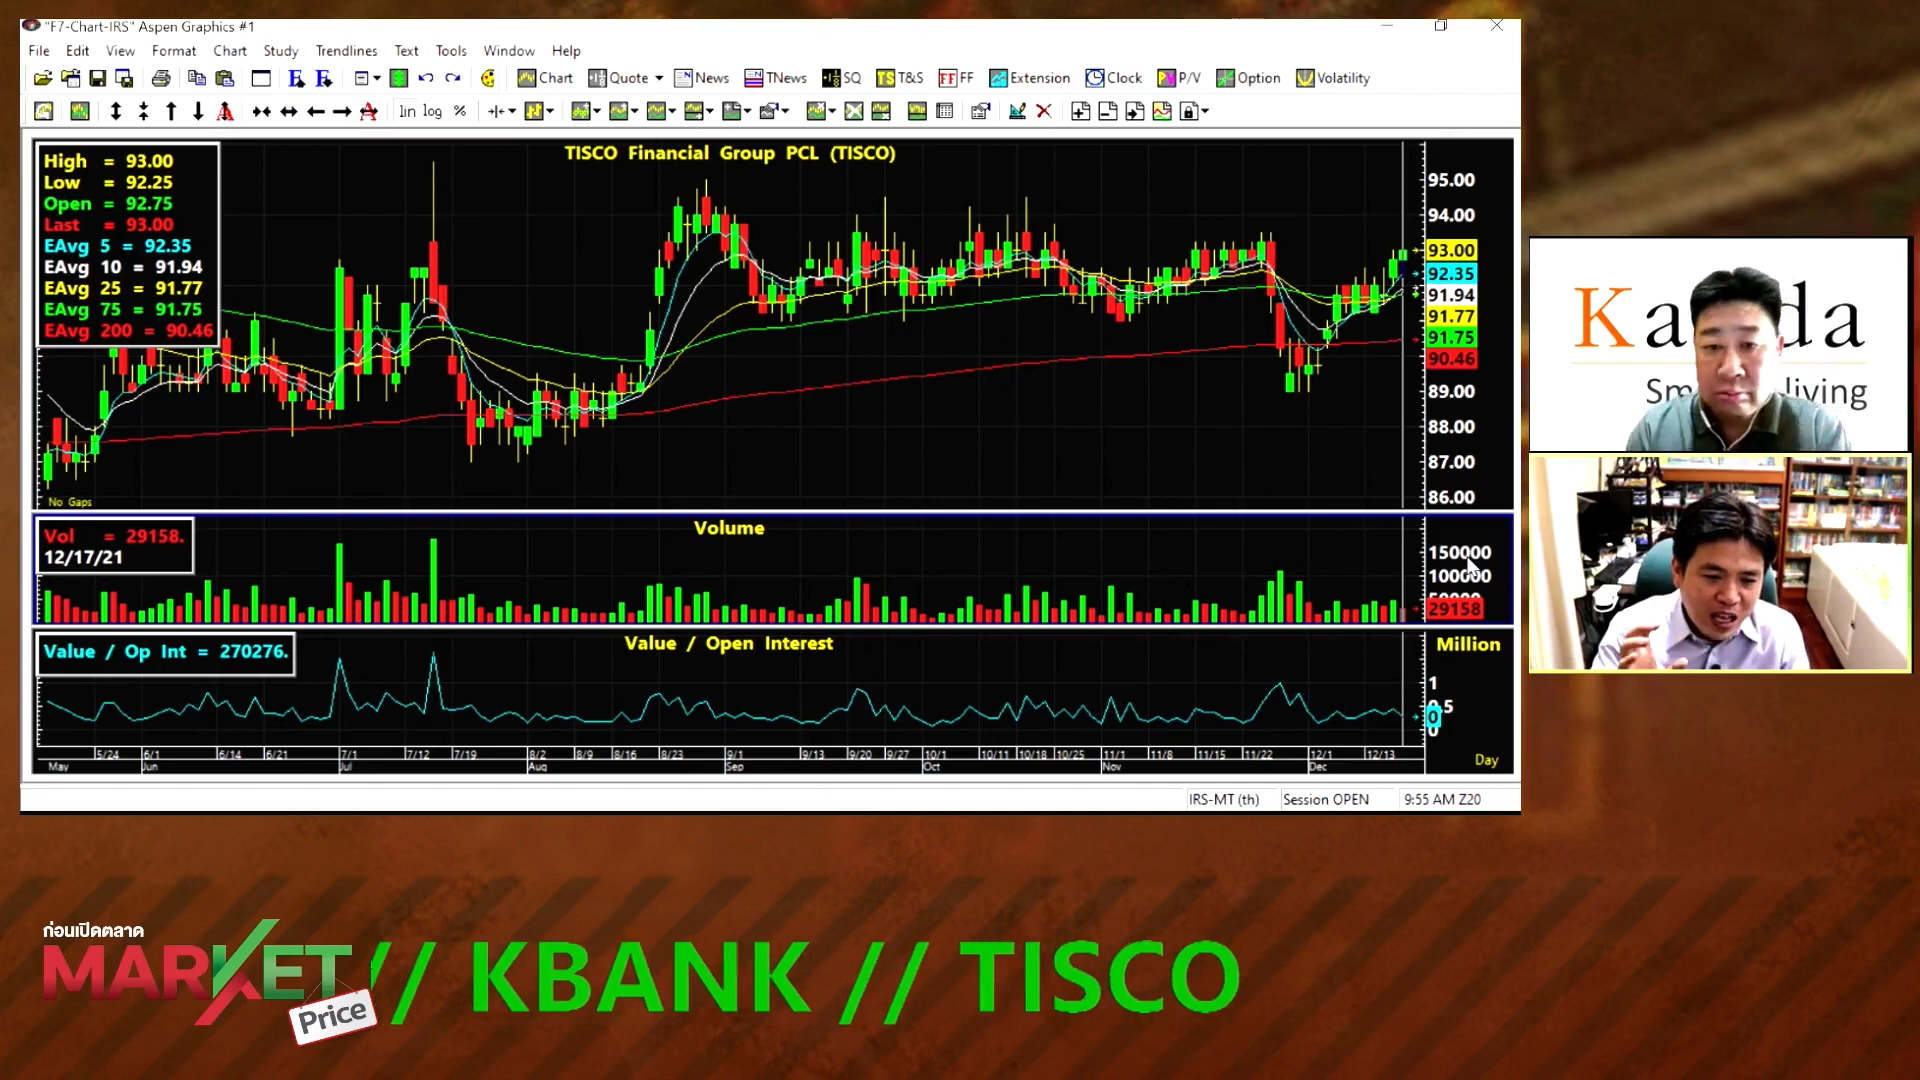 "F7-Chart-IRS" Aspen Graphics #1
File Edit View Format Chart Study Trendlines Text Tools Window Help
Chart Quote News TNews SQ TS T&S FF FF Extension Clock P/V Option Volatility
lin log %
TISCO Financial Group PCL (TISCO)
High = 93.00
Low = 92.25
Open = 92.75
Last = 93.00
EAvg 5 = 92.35
EAvg 10 = 91.94
EAvg 25 = 91.77
EAvg 75 = 91.75
EAvg 200 = 90.46
95.00
94.00
93.00
92.35
91.94
91.77
91.75
90.46
89.00
88.00
87.00
86.00
No Gaps
Volume
Vol = 29158.
12/17/21
150000
100000
29158
Value / Open Interest
Value / Op Int = 270276.
Million
1
0.5
0
0
5/24 6/1 6/14 6/21 7/1 7/12 7/19 8/2 8/9 8/16 8/23 9/1 9/13 9/20 9/27 10/1 10/11 10/18 10/25 11/1 11/8 11/15 11/22 12/1 12/13
May Jun Jul Aug Sep Oct Nov Dec
Day
IRS-MT (th) Session OPEN 9:55 AM Z20
ก่อนเปิดตลาด
MARKET
Price
// KBANK // TISCO